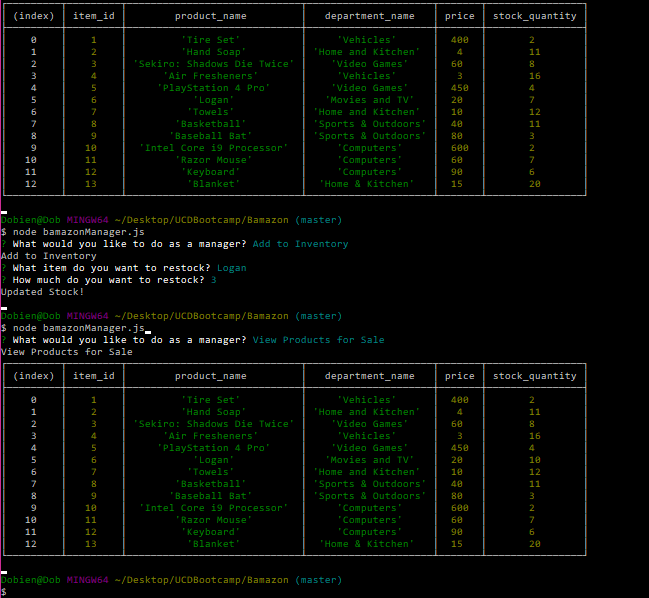 (index) item_id product_name department_name price stock_quantity
0 1 'Tire Set' 'Vehicles' 400 2
1 2 'Hand Soap' 'Home and Kitchen' 4 11
2 3 'Sekiro: Shadows Die Twice' 'Video Games' 60 8
3 4 'Air Fresheners' 'Vehicles' 3 16
4 5 'PlayStation 4 Pro' 'Video Games' 450 4
5 6 'Logan' 'Movies and TV' 20 7
6 7 'Towels' 'Home and Kitchen' 10 12
7 8 'Basketball' 'Sports & Outdoors' 40 11
8 9 'Baseball Bat' 'Sports & Outdoors' 80 3
9 10 'Intel Core i9 Processor' 'Computers' 600 2
10 11 'Razor Mouse' 'Computers' 60 7
11 12 'Keyboard' 'Computers' 90 6
12 13 'Blanket' 'Home & Kitchen' 15 20
Dobien@Dob MINGW64 ~/Desktop/UCDBootcamp/Bamazon (master)
$ node bamazonManager.js
? What would you like to do as a manager? Add to Inventory
Add to Inventory
? What item do you want to restock? Logan
? How much do you want to restock? 3
Updated Stock!
Dobien@Dob MINGW64 ~/Desktop/UCDBootcamp/Bamazon (master)
$ node bamazonManager.js
? What would you like to do as a manager? View Products for Sale
View Products for Sale
(index) item_id product_name department_name price stock_quantity
0 1 'Tire Set' 'Vehicles' 400 2
1 2 'Hand Soap' 'Home and Kitchen' 4 11
2 3 'Sekiro: Shadows Die Twice' 'Video Games' 60 8
3 4 'Air Fresheners' 'Vehicles' 3 16
4 5 'PlayStation 4 Pro' 'Video Games' 450 4
5 6 'Logan' 'Movies and TV' 20 10
6 7 'Towels' 'Home and Kitchen' 10 12
7 8 'Basketball' 'Sports & Outdoors' 40 11
8 9 'Baseball Bat' 'Sports & Outdoors' 80 3
9 10 'Intel Core i9 Processor' 'Computers' 600 2
10 11 'Razor Mouse' 'Computers' 60 7
11 12 'Keyboard' 'Computers' 90 6
12 13 'Blanket' 'Home & Kitchen' 15 20
Dobien@Dob MINGW64 ~/Desktop/UCDBootcamp/Bamazon (master)
$